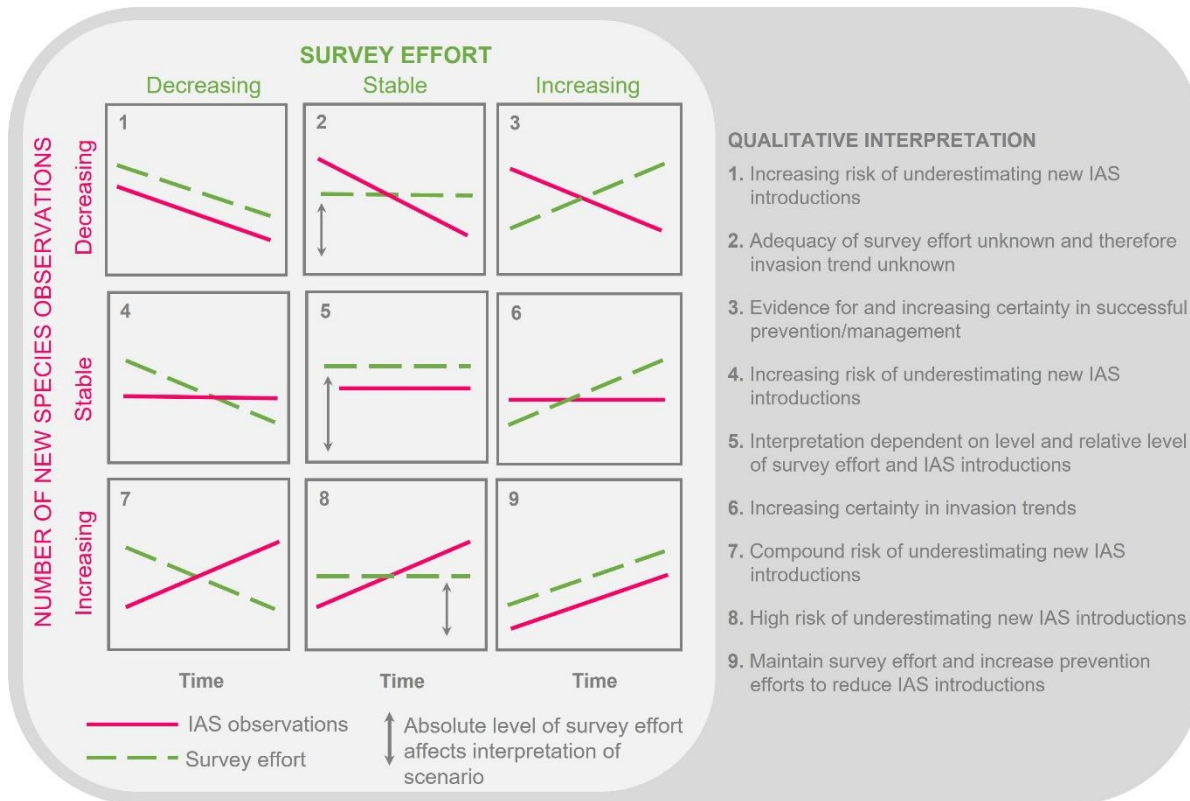 SURVEY EFFORT
Decreasing
Stable
Increasing
NUMBER OF NEW SPECIES OBSERVATIONS
Decreasing
1
2
3
Stable
4
5
6
Increasing
7
8
9
Time
Time
Time
IAS observations
Survey effort
Absolute level of survey effort
affects interpretation of
scenario
QUALITATIVE INTERPRETATION
1. Increasing risk of underestimating new IAS
introductions
2. Adequacy of survey effort unknown and therefore
invasion trend unknown
3. Evidence for and increasing certainty in successful
prevention/management
4. Increasing risk of underestimating new IAS
introductions
5. Interpretation dependent on level and relative level
of survey effort and IAS introductions
6. Increasing certainty in invasion trends
7. Compound risk of underestimating new IAS
introductions
8. High risk of underestimating new IAS introductions
9. Maintain survey effort and increase prevention
efforts to reduce IAS introductions